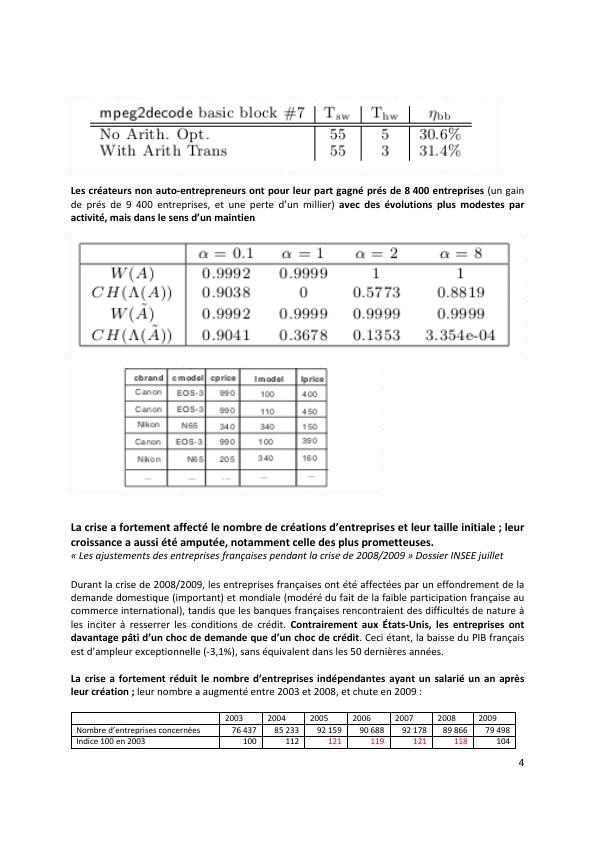 mpeg2decode basic block #7 | Tsw | Thw | ηbb
No Arith. Opt. 55 5 30.6%
With Arith Trans 55 3 31.4%
Les créateurs non auto-entrepreneurs ont pour leur part gagné prés de 8 400 entreprises (un gain
de prés de 9 400 entreprises, et une perte d’un millier) avec des évolutions plus modestes par
activité, mais dans le sens d’un maintien
α = 0.1 α = 1 α = 2 α = 8
W(A) 0.9992 0.9999 1 1
CH(Λ(A)) 0.9038 0 0.5773 0.8819
W(Ã) 0.9992 0.9999 0.9999 0.9999
CH(Λ(Ã)) 0.9041 0.3678 0.1353 3.354e-04
cbrand cmodel cprice lmodel lprice
Canon EOS-3 990 100 400
Canon EOS-3 990 110 450
Nikon N65 340 340 150
Canon EOS-3 990 100 390
Nikon N65 205 340 160
... ... ... ... ...
La crise a fortement affecté le nombre de créations d’entreprises et leur taille initiale ; leur
croissance a aussi été amputée, notamment celle des plus prometteuses.
« Les ajustements des entreprises françaises pendant la crise de 2008/2009 » Dossier INSEE juillet
Durant la crise de 2008/2009, les entreprises françaises ont été affectées par un effondrement de la
demande domestique (important) et mondiale (modéré du fait de la faible participation française au
commerce international), tandis que les banques françaises rencontraient des difficultés de nature à
les inciter à resserrer les conditions de crédit. Contrairement aux États-Unis, les entreprises ont
davantage pâti d’un choc de demande que d’un choc de crédit. Ceci étant, la baisse du PIB français
est d’ampleur exceptionnelle (-3,1%), sans équivalent dans les 50 dernières années.
La crise a fortement réduit le nombre d’entreprises indépendantes ayant un salarié un an après
leur création ; leur nombre a augmenté entre 2003 et 2008, et chute en 2009 :
2003 2004 2005 2006 2007 2008 2009
Nombre d’entreprises concernées 76 437 85 233 92 159 90 688 92 178 89 866 79 498
Indice 100 en 2003 100 112 121 119 121 118 104
4